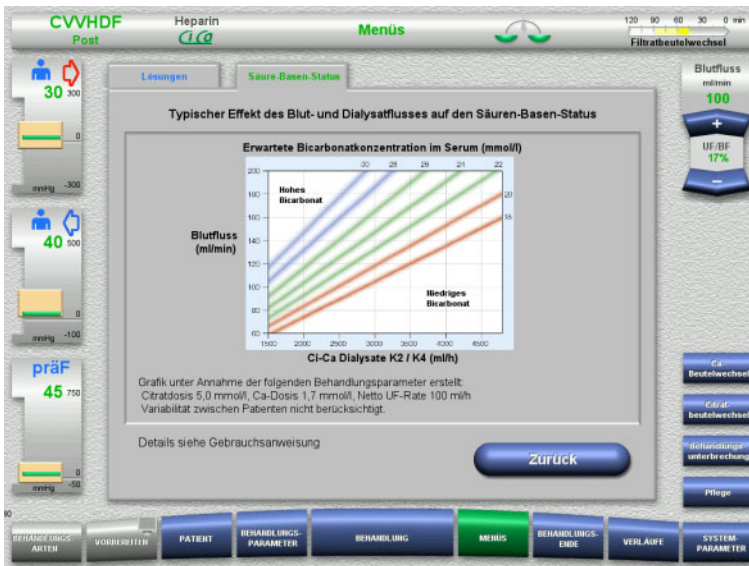 CVVHDF
Post
Heparin
CiCa
Menüs
120 90 60 30 0 min
Filtratbeutelwechsel
30 300
0
mmHg -300
40 500
0
mmHg -100
präF
45 750
0
mmHg -50
Lösungen
Säure-Basen-Status
Typischer Effekt des Blut- und Dialysatflusses auf den Säuren-Basen-Status
Erwartete Bicarbonatkonzentration im Serum (mmol/l)
30 28 26 24 22
200
180
160
140
120
100
80
60
20
18
Hohes
Bicarbonat
Niedriges
Bicarbonat
Blutfluss
(ml/min)
1500 2000 2500 3000 3500 4000 4500
Ci-Ca Dialysate K2 / K4 (ml/h)
Grafik unter Annahme der folgenden Behandlungsparameter erstellt:
Citratdosis 5,0 mmol/l, Ca-Dosis 1,7 mmol/l, Netto UF-Rate 100 ml/h
Variabilität zwischen Patienten nicht berücksichtigt.
Details siehe Gebrauchsanweisung
Zurück
Blutfluss
ml/min
100
+
UF/BF
17%
−
Ca-
Beutelwechsel
Citrat-
beutelwechsel
Behandlungs-
unterbrechung
Pflege
60
BEHANDLUNGS-
ARTEN
VORBEREITEN
PATIENT
BEHANDLUNGS-
PARAMETER
BEHANDLUNG
MENÜS
BEHANDLUNGS-
ENDE
VERLÄUFE
SYSTEM-
PARAMETER